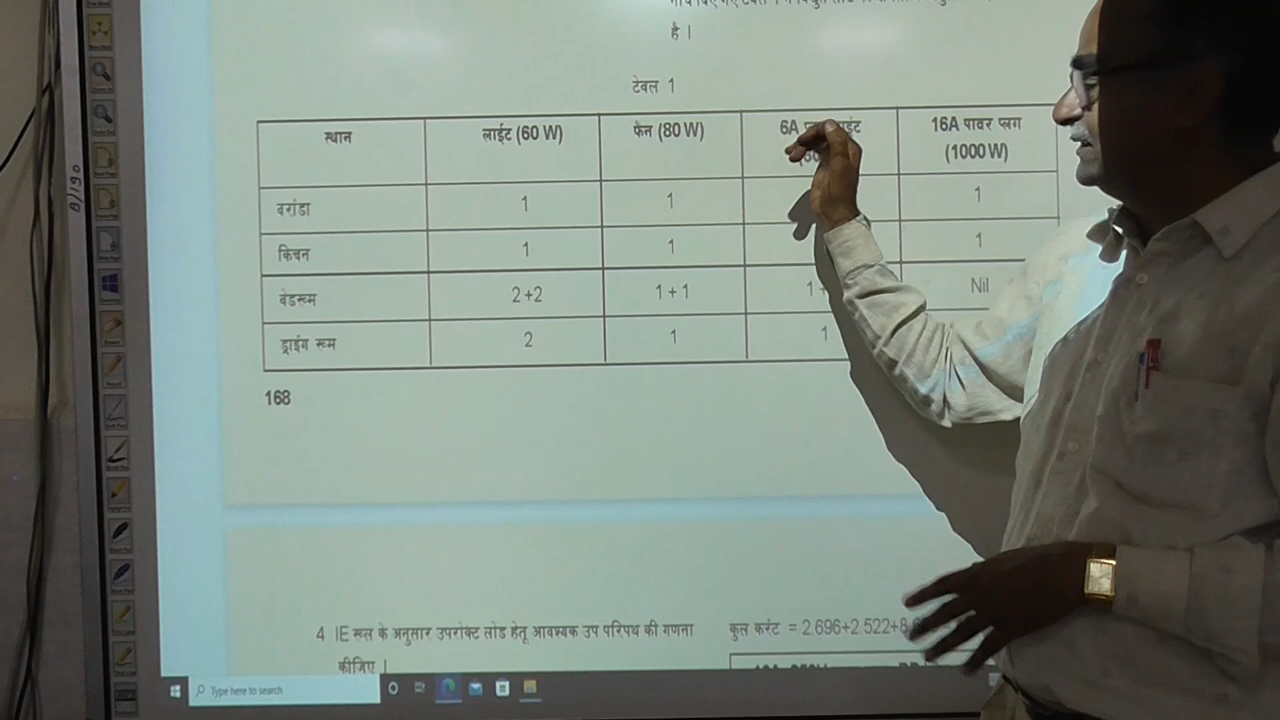 है ।
टेबल 1
स्थान लाईट (60 W) फैन (80 W) 6A 16A पावर प्लग
(1000 W)
वरांडा 1 1 1
किचन 1 1 1
बेडरूम 2+2 1 + 1 1 + Nil
ड्राईंग रूम 2 1 1
168
4 IE रूल के अनुसार उपरोक्ट लोड हेतू आवश्यक उप परिपथ की गणना
कीजिए |
कुल करंट = 2.696+2.522+8
Type here to search
B/190